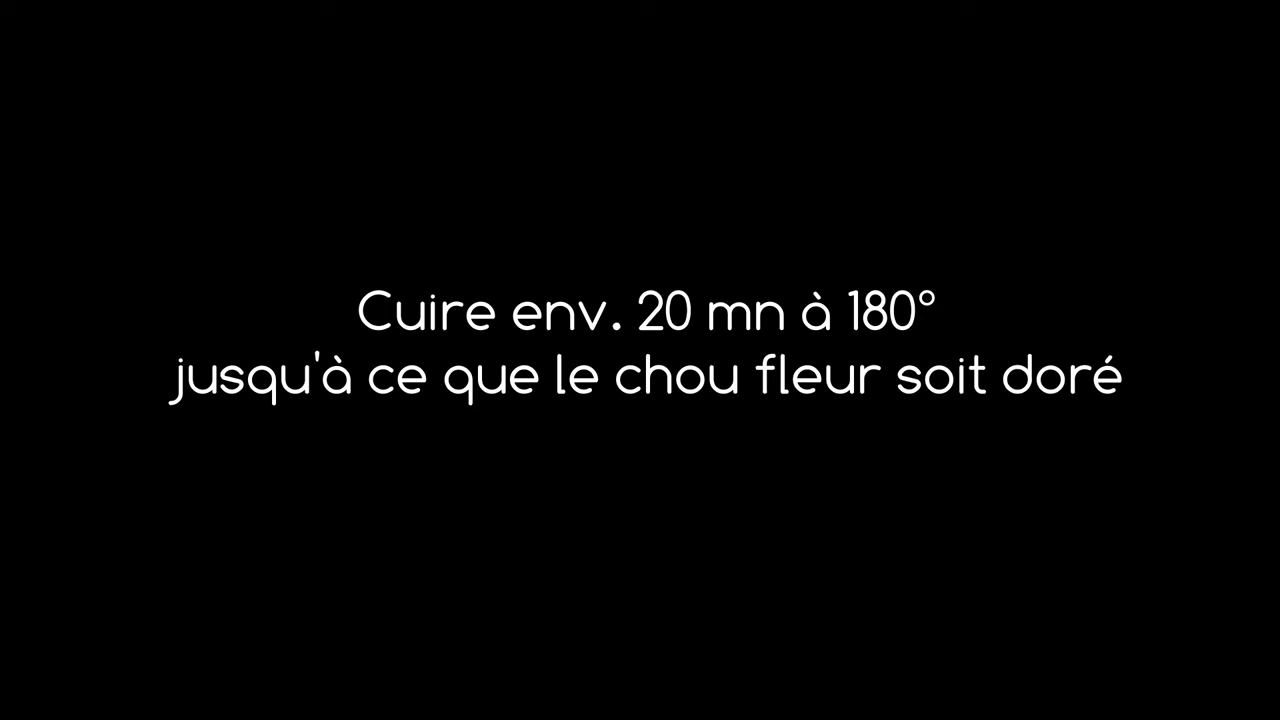 Cuire env. 20 mn à 180°
jusqu'à ce que le chou fleur soit doré